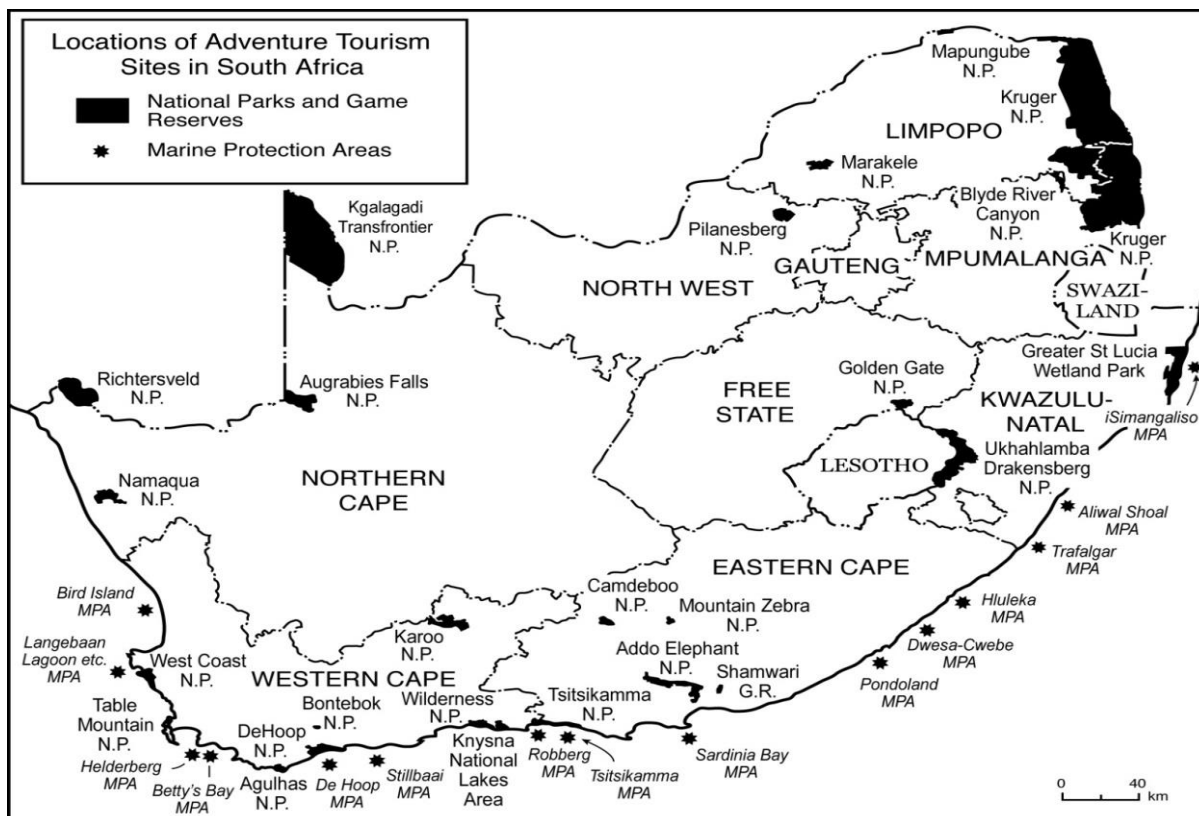 Locations of Adventure Tourism
Sites in South Africa
National Parks and Game
Reserves
Marine Protection Areas
Mapungube
N.P.
Kruger
N.P.
LIMPOPO
Marakele
N.P.
Kgalagadi
Transfrontier
N.P.
Pilanesberg
N.P.
Blyde River
Canyon
N.P.
Kruger
N.P.
GAUTENG
MPUMALANGA
NORTH WEST
SWAZI-
LAND
Greater St Lucia
Wetland Park
iSimangaliso
MPA
Richtersveld
N.P.
Augrabies Falls
N.P.
Golden Gate
N.P.
FREE
STATE
KWAZULU-
NATAL
Ukhahlamba
Drakensberg
N.P.
LESOTHO
Namaqua
N.P.
NORTHERN
CAPE
Aliwal Shoal
MPA
Trafalgar
MPA
EASTERN CAPE
Bird Island
MPA
Camdeboo
N.P.
Mountain Zebra
N.P.
Hluleka
MPA
Karoo
N.P.
Dwesa-Cwebe
MPA
Langebaan
Lagoon etc.
MPA
West Coast
N.P.
WESTERN CAPE
Addo Elephant
N.P.
Shamwari
G.R.
Pondoland
MPA
Table
Mountain
N.P.
Bontebok
N.P.
Wilderness
N.P.
Tsitsikamma
N.P.
DeHoop
N.P.
Knysna
National
Lakes
Area
Robberg
MPA
Tsitsikamma
MPA
Sardinia Bay
MPA
Helderberg
MPA
Betty's Bay
MPA
Agulhas
N.P.
De Hoop
MPA
Stillbaai
MPA
0 40
km